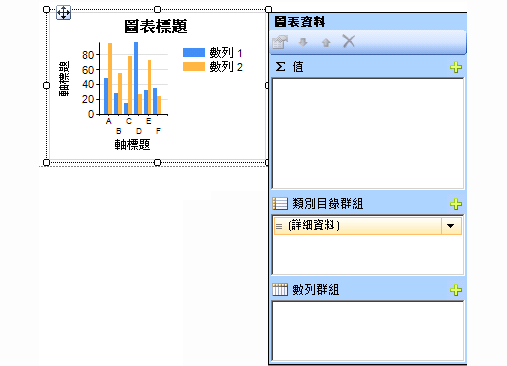 圖表標題
數列 1
數列 2
軸標題
80
60
40
20
0
A
B
C
D
E
F
軸標題
圖表資料
Σ 值
類別目錄群組
(詳細資料)
數列群組